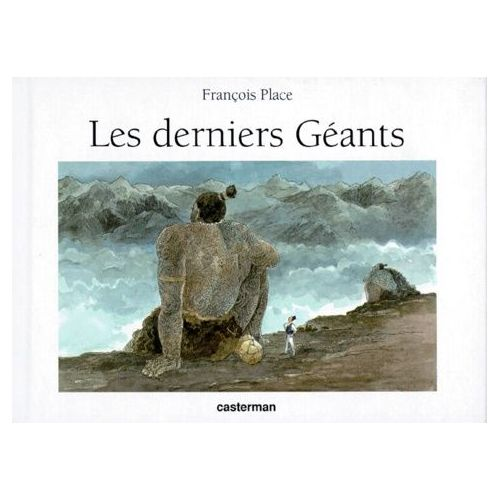 François Place
Les derniers Géants
casterman